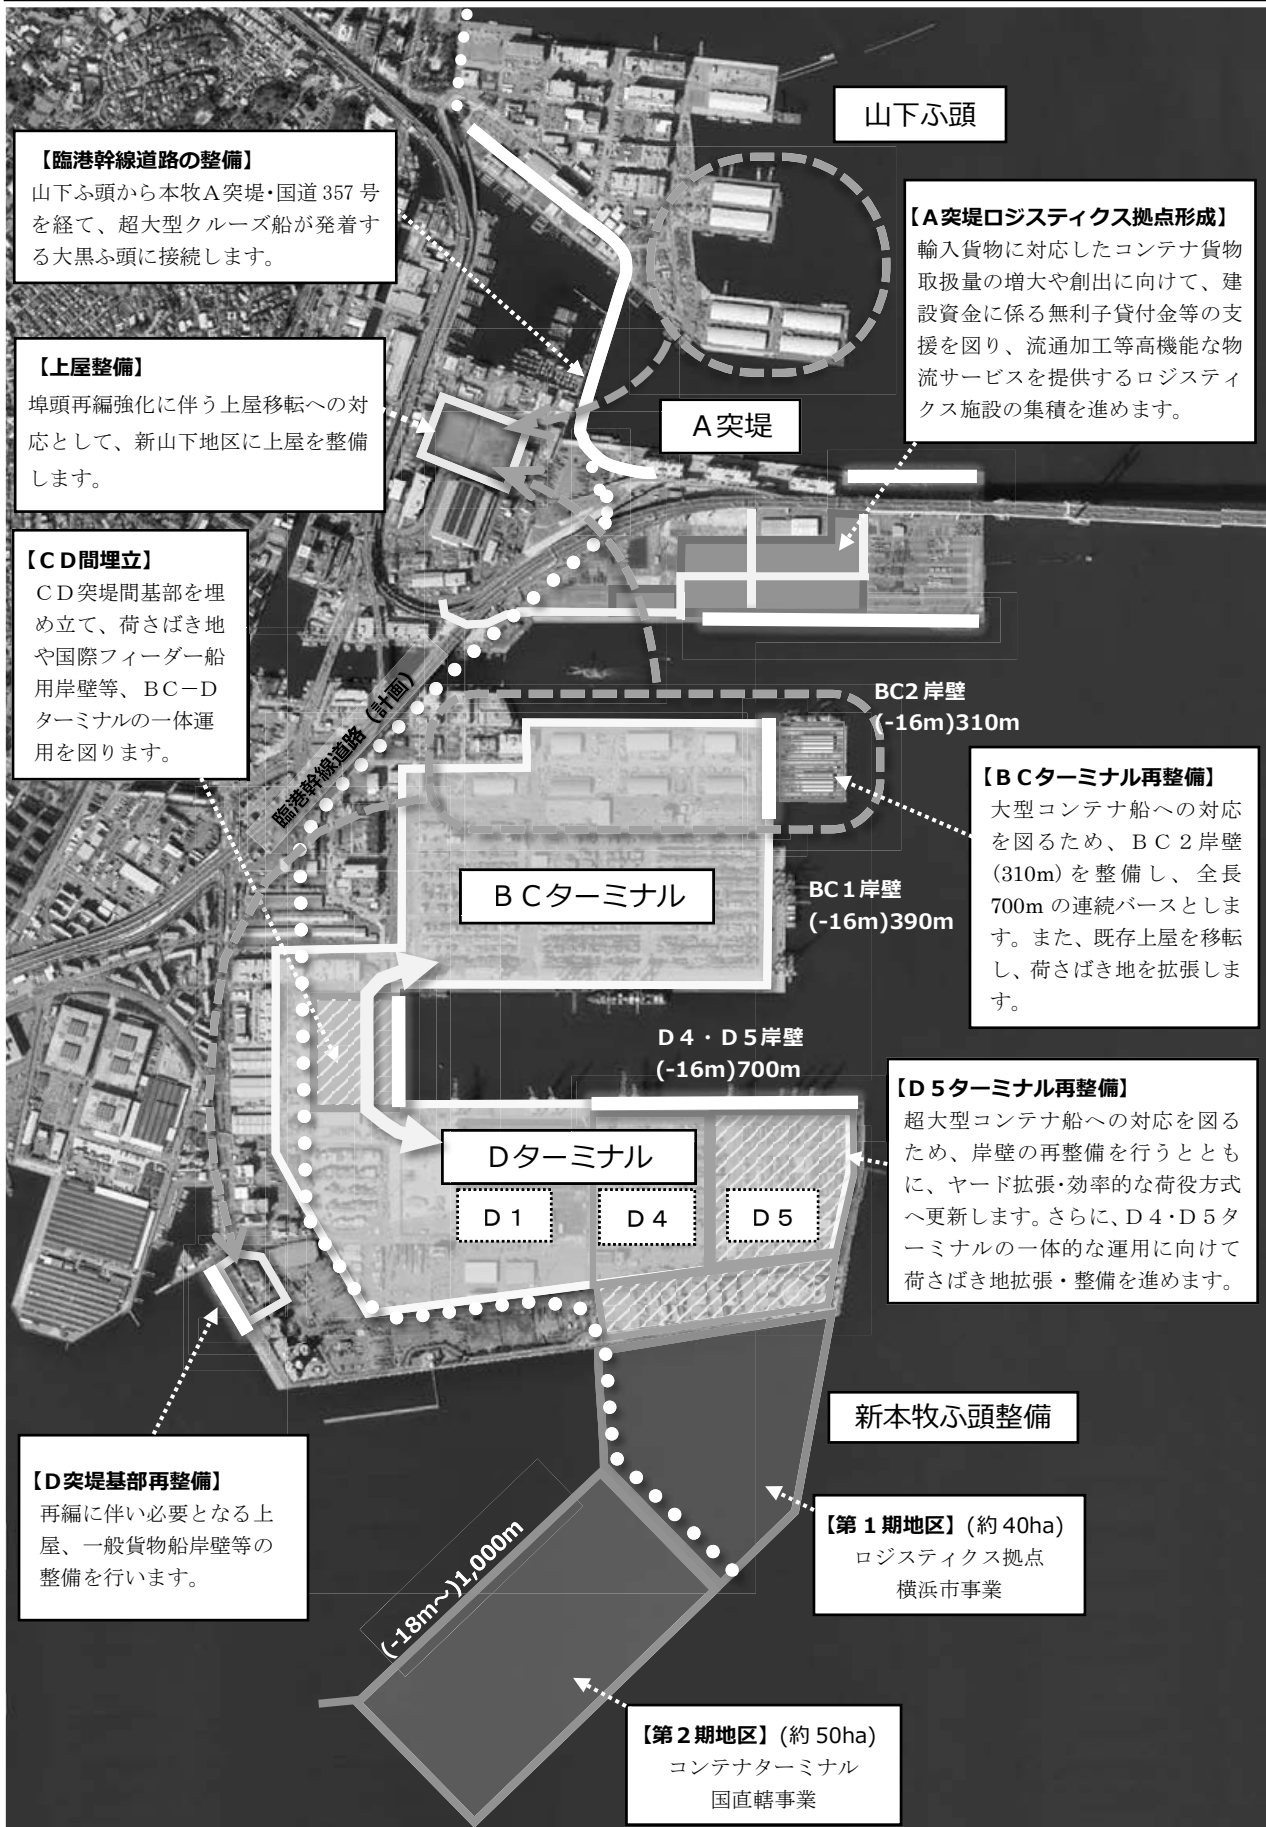 山下ふ頭
【臨港幹線道路の整備】
山下ふ頭から本牧A突堤・国道 357 号
を経て、超大型クルーズ船が発着す
る大黒ふ頭に接続します。
【A突堤ロジスティクス拠点形成】
輸入貨物に対応したコンテナ貨物
取扱量の増大や創出に向けて、建
設資金に係る無利子貸付金等の支
援を図り、流通加工等高機能な物
流サービスを提供するロジスティ
クス施設の集積を進めます。
【上屋整備】
埠頭再編強化に伴う上屋移転への対
応として、新山下地区に上屋を整備
します。
A突堤
【CD間埋立】
CD突堤間基部を埋
め立て、荷さばき地
や国際フィーダー船
用岸壁等、BC－D
ターミナルの一体運
用を図ります。
臨港幹線道路（計画）
BC2 岸壁
(-16m)310m
【BCターミナル再整備】
大型コンテナ船への対応
を図るため、BC2岸壁
(310m)を整備し、全長
700m の連続バースとしま
す。また、既存上屋を移転
し、荷さばき地を拡張しま
す。
BCターミナル
BC1岸壁
(-16m)390m
D4・D5岸壁
(-16m)700m
【D5ターミナル再整備】
超大型コンテナ船への対応を図る
ため、岸壁の再整備を行うととも
に、ヤード拡張・効率的な荷役方式
へ更新します。さらに、D4・D5タ
ーミナルの一体的な運用に向けて
荷さばき地拡張・整備を進めます。
Dターミナル
D1
D4
D5
新本牧ふ頭整備
【D突堤基部再整備】
再編に伴い必要となる上
屋、一般貨物船岸壁等の
整備を行います。
(-18m～)1,000m
【第1期地区】(約 40ha)
ロジスティクス拠点
横浜市事業
【第2期地区】(約 50ha)
コンテナターミナル
国直轄事業